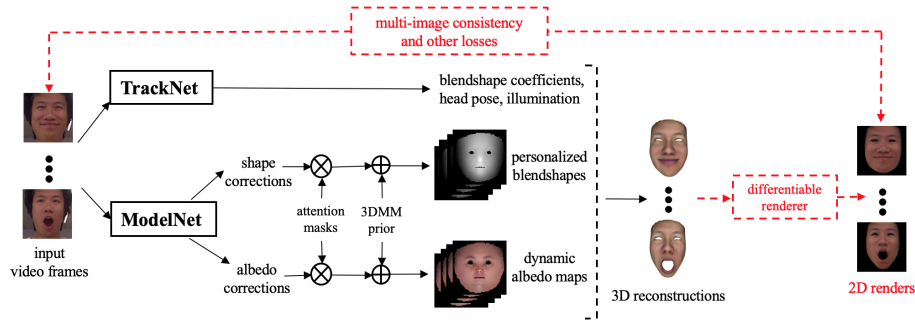 multi-image consistency
and other losses
TrackNet
blendshape coefficients,
head pose, illumination
shape
corrections
personalized
blendshapes
ModelNet
attention
masks
3DMM
prior
differentiable
renderer
input
video frames
albedo
corrections
dynamic
albedo maps
3D reconstructions
2D renders